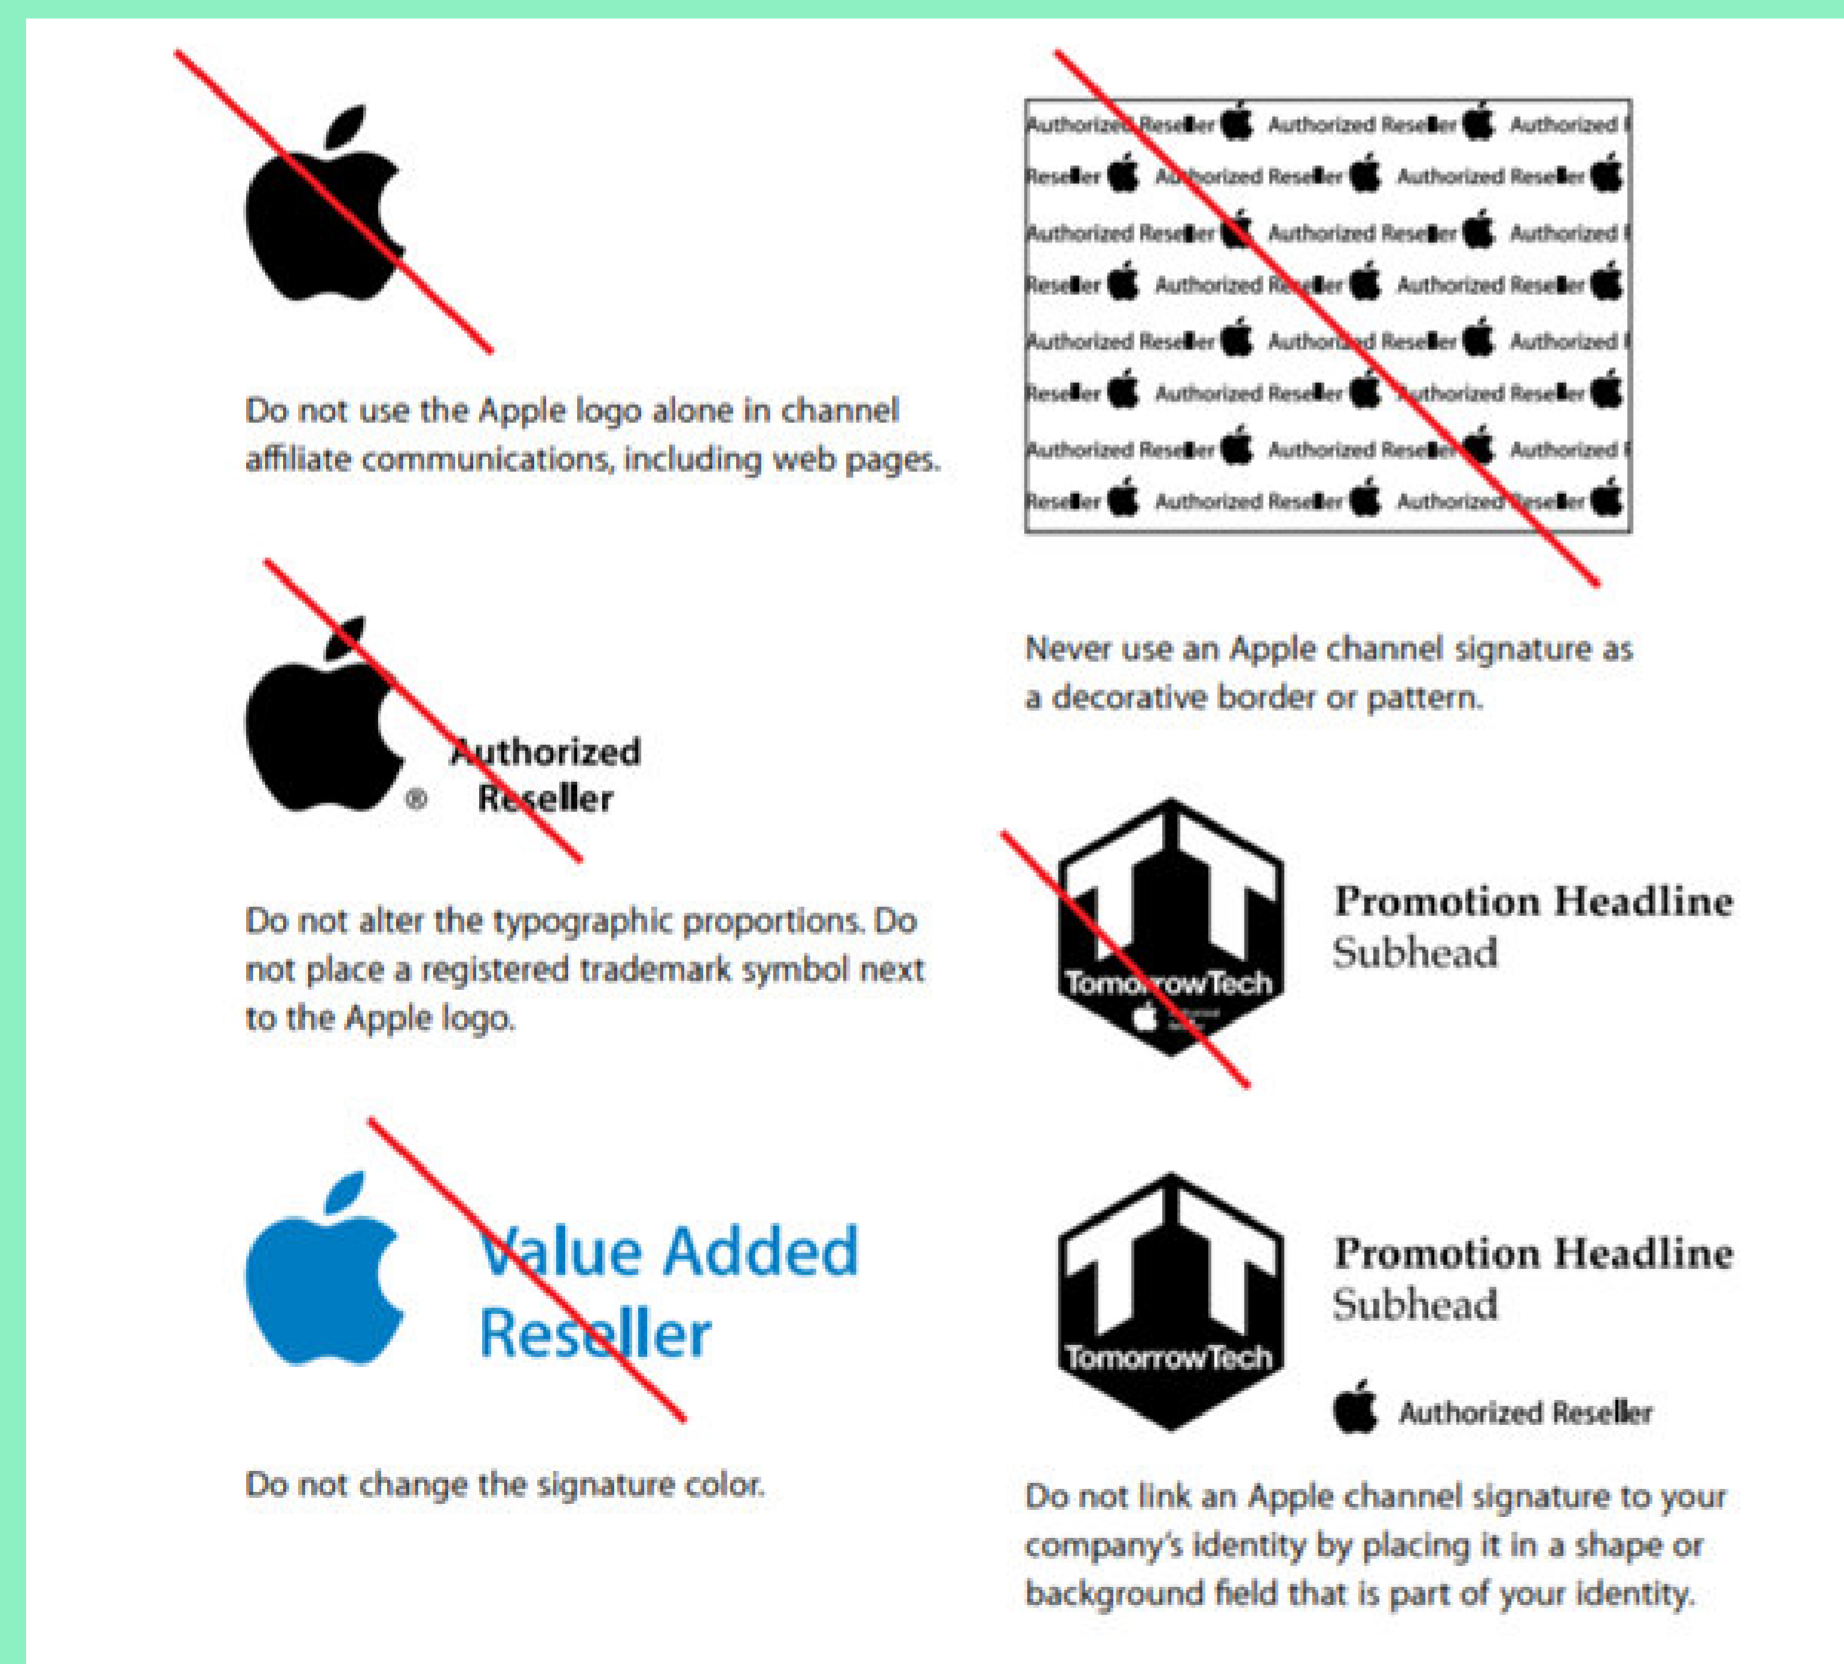 Do not use the Apple logo alone in channel
affiliate communications, including web pages.
Authorized
Reseller
®
Do not alter the typographic proportions. Do
not place a registered trademark symbol next
to the Apple logo.
Value Added
Reseller
Do not change the signature color.
Authorized Reseller Authorized Reseller Authorized
Reseller Authorized Reseller Authorized Reseller
Authorized Reseller Authorized Reseller Authorized
Reseller Authorized Reseller Authorized Reseller
Authorized Reseller Authorized Reseller Authorized
Reseller Authorized Reseller Authorized Reseller
Authorized Reseller Authorized Reseller Authorized
Reseller Authorized Reseller Authorized Reseller
Never use an Apple channel signature as
a decorative border or pattern.
TomorrowTech
Promotion Headline
Subhead
TomorrowTech
Promotion Headline
Subhead
Authorized Reseller
Do not link an Apple channel signature to your
company's identity by placing it in a shape or
background field that is part of your identity.